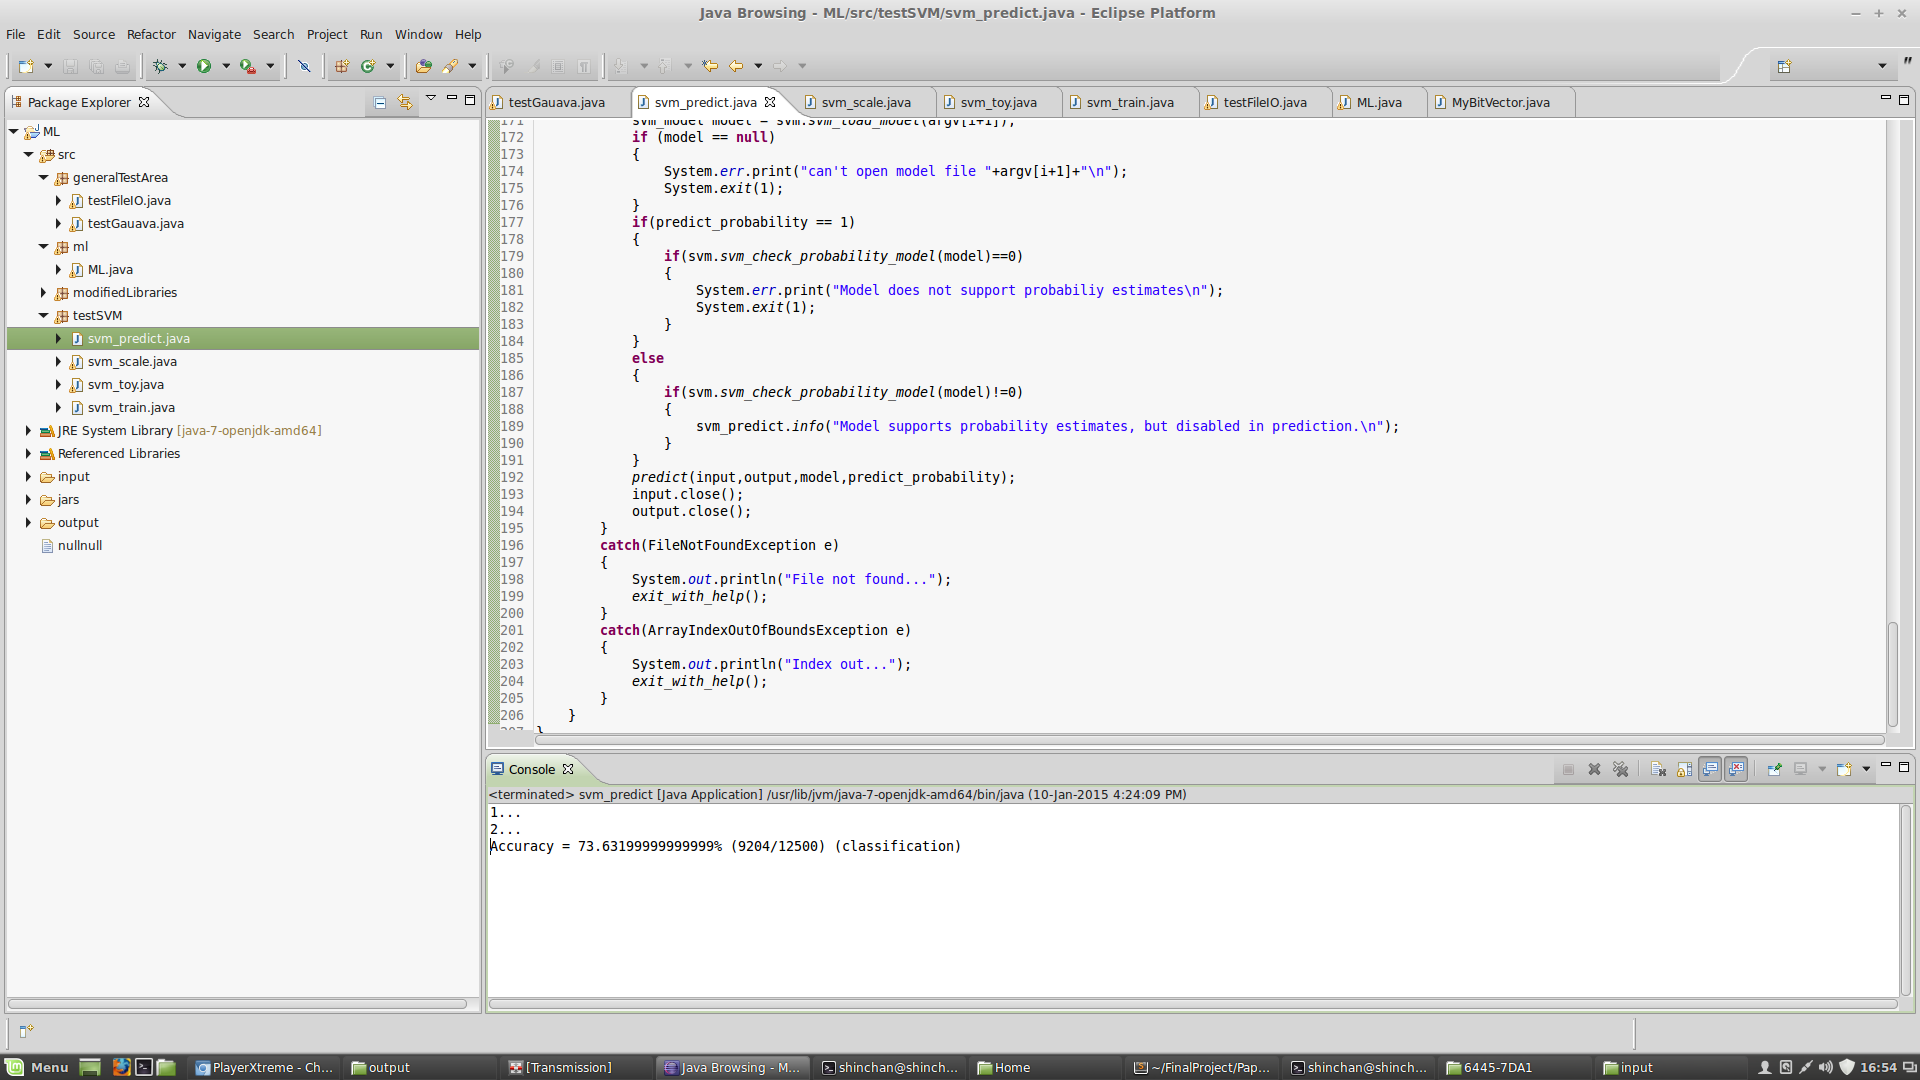 Java Browsing - ML/src/testSVM/svm_predict.java - Eclipse Platform
File Edit Source Refactor Navigate Search Project Run Window Help
Package Explorer
ML
src
generalTestArea
testFileIO.java
testGauava.java
ml
ML.java
modifiedLibraries
testSVM
svm_predict.java
svm_scale.java
svm_toy.java
svm_train.java
JRE System Library [java-7-openjdk-amd64]
Referenced Libraries
input
jars
output
nullnull
testGauava.java svm_predict.java svm_scale.java svm_toy.java svm_train.java testFileIO.java ML.java MyBitVector.java
171 svm_model model = svm.svm_load_model(argv[i+1]);
172 if (model == null)
173 {
174 System.err.print("can't open model file "+argv[i+1]+"\n");
175 System.exit(1);
176 }
177 if(predict_probability == 1)
178 {
179 if(svm.svm_check_probability_model(model)==0)
180 {
181 System.err.print("Model does not support probabiliy estimates\n");
182 System.exit(1);
183 }
184 }
185 else
186 {
187 if(svm.svm_check_probability_model(model)!=0)
188 {
189 svm_predict.info("Model supports probability estimates, but disabled in prediction.\n");
190 }
191 }
192 predict(input,output,model,predict_probability);
193 input.close();
194 output.close();
195 }
196 catch(FileNotFoundException e)
197 {
198 System.out.println("File not found...");
199 exit_with_help();
200 }
201 catch(ArrayIndexOutOfBoundsException e)
202 {
203 System.out.println("Index out...");
204 exit_with_help();
205 }
206 }
207 }
Console
<terminated> svm_predict [Java Application] /usr/lib/jvm/java-7-openjdk-amd64/bin/java (10-Jan-2015 4:24:09 PM)
1...
2...
Accuracy = 73.63199999999999% (9204/12500) (classification)
Menu PlayerXtreme - Ch... output [Transmission] Java Browsing - M... shinchan@shinch... Home ~/FinalProject/Pap... shinchan@shinch... 6445-7DA1 input 16:54